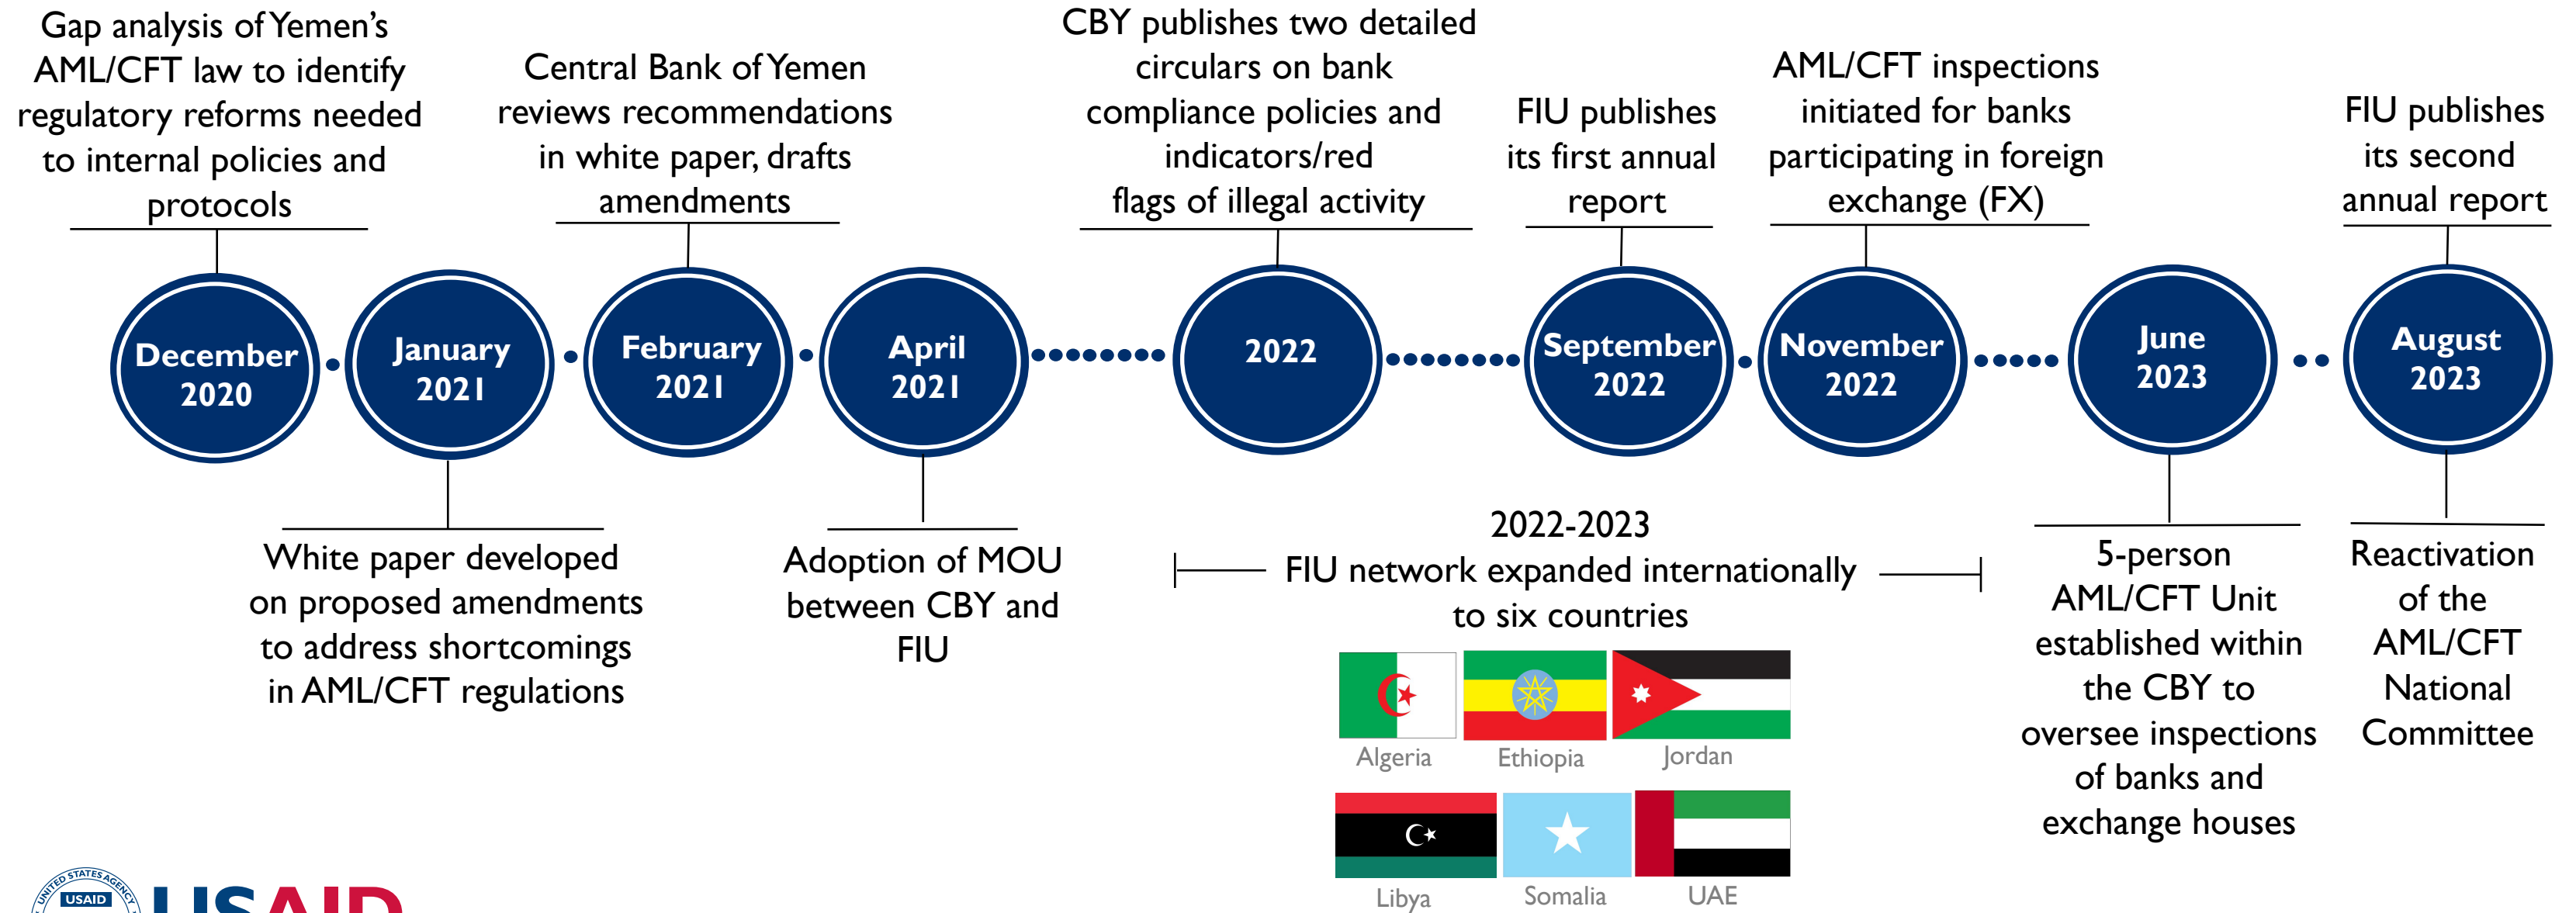 Gap analysis of Yemen's
AML/CFT law to identify
regulatory reforms needed
to internal policies and
protocols
Central Bank of Yemen
reviews recommendations
in white paper, drafts
amendments
CBY publishes two detailed
circulars on bank
compliance policies and
indicators/red
flags of illegal activity
FIU publishes
its first annual
report
AML/CFT inspections
initiated for banks
participating in foreign
exchange (FX)
FIU publishes
its second
annual report
December
2020
January
2021
February
2021
April
2021
2022
September
2022
November
2022
June
2023
August
2023
White paper developed
on proposed amendments
to address shortcomings
in AML/CFT regulations
Adoption of MOU
between CBY and
FIU
2022-2023
FIU network expanded internationally
to six countries
Algeria
Ethiopia
Jordan
Libya
Somalia
UAE
5-person
AML/CFT Unit
established within
the CBY to
oversee inspections
of banks and
exchange houses
Reactivation
of the
AML/CFT
National
Committee
UNITED STATES AGENCY
USAID
USAID